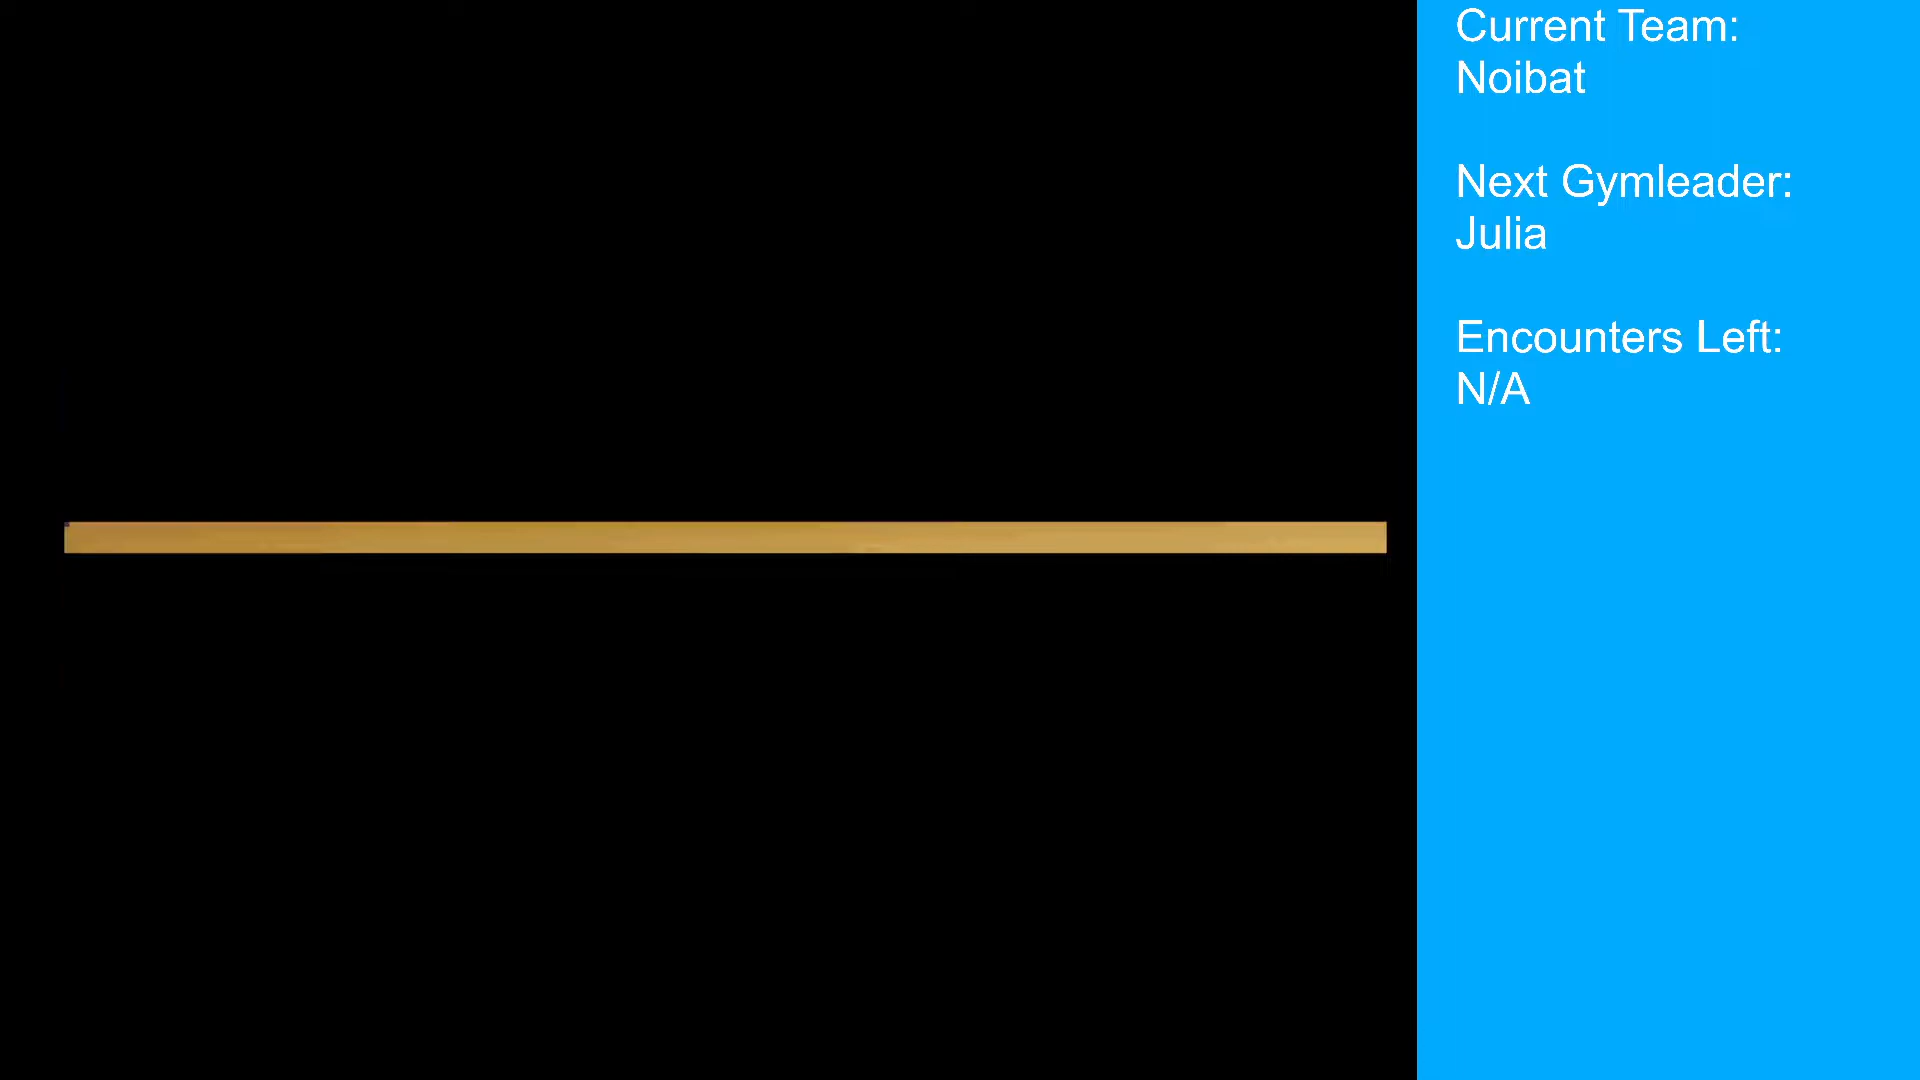 Current Team:
Noibat
Next Gymleader:
Julia
Encounters Left:
N/A